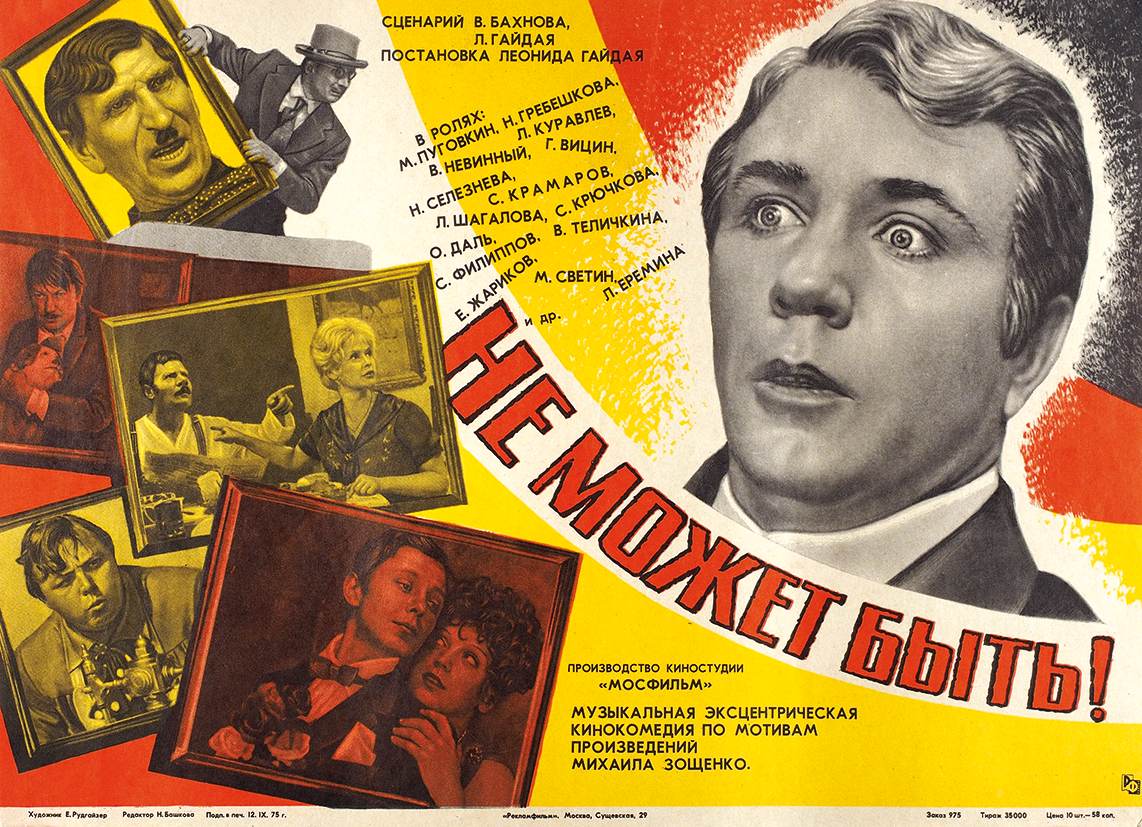 СЦЕНАРИЙ В. БАХНОВА,
Л. ГАЙДАЯ
ПОСТАНОВКА ЛЕОНИДА ГАЙДАЯ
В РОЛЯХ:
М. ПУГОВКИН, Н. ГРЕБЕШКОВА,
В. НЕВИННЫЙ, Л. КУРАВЛЕВ,
Н. СЕЛЕЗНЕВА, Г. ВИЦИН,
С. КРАМАРОВ,
Л. ШАГАЛОВА, С. КРЮЧКОВА,
О. ДАЛЬ,
С. ФИЛИППОВ, В. ТЕЛИЧКИНА,
Е. ЖАРИКОВ, М. СВЕТИН,
Л. ЕРЕМИНА
и др.
НЕ МОЖЕТ БЫТЬ!
ПРОИЗВОДСТВО КИНОСТУДИИ
«МОСФИЛЬМ»
МУЗЫКАЛЬНАЯ ЭКСЦЕНТРИЧЕСКАЯ
КИНОКОМЕДИЯ ПО МОТИВАМ
ПРОИЗВЕДЕНИЙ
МИХАИЛА ЗОЩЕНКО.
РФ
Художник Е. Рудгайзер Редактор Н. Башкова Подп. в печ. 12. IX. 75 г. «Рекламфильм». Москва, Сущевская, 29 Заказ 975 Тираж 35000 Цена 10 шт.— 58 коп.